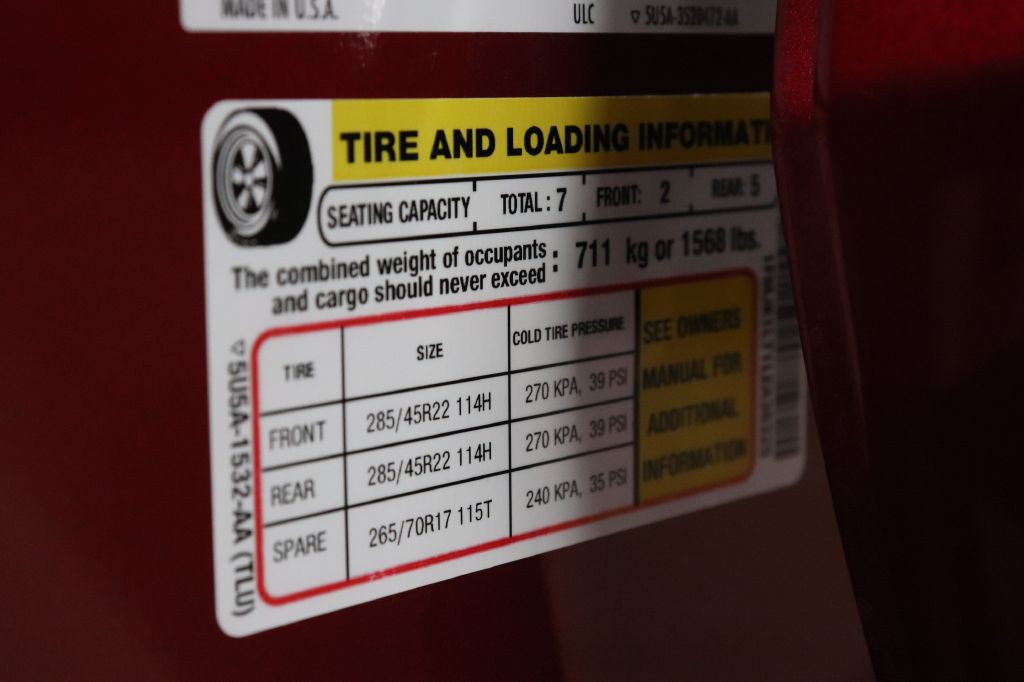 MADE IN U.S.A.
ULC ▽ 5U5A-3520472-AA
TIRE AND LOADING INFORMATI
SEATING CAPACITY TOTAL : 7 FRONT: 2 REAR: 5
The combined weight of occupants
and cargo should never exceed : 711 kg or 1568 lbs.
TIRE SIZE COLD TIRE PRESSURE
FRONT 285/45R22 114H 270 KPA, 39 PSI
REAR 285/45R22 114H 270 KPA, 39 PSI
SPARE 265/70R17 115T 240 KPA, 35 PSI
SEE OWNERS
MANUAL FOR
ADDITIONAL
INFORMATION
▽5U5A-1532-AA (TLU)